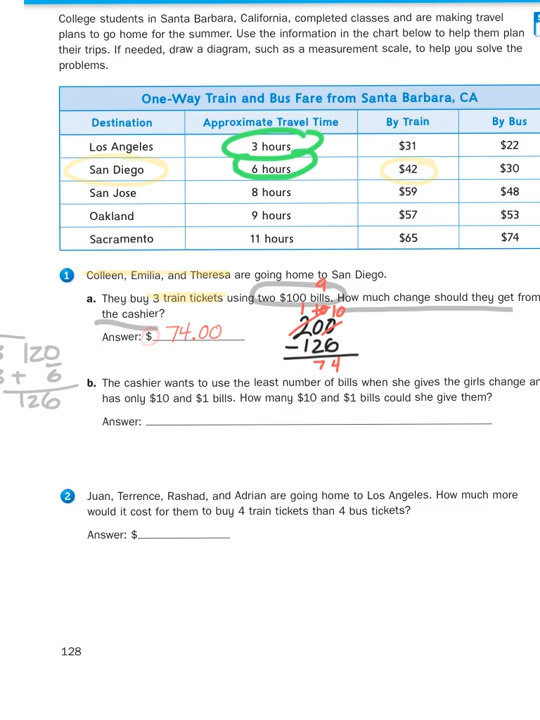 College students in Santa Barbara, California, completed classes and are making travel
plans to go home for the summer. Use the information in the chart below to help them plan
their trips. If needed, draw a diagram, such as a measurement scale, to help you solve the
problems.
One-Way Train and Bus Fare from Santa Barbara, CA
Destination Approximate Travel Time By Train By Bus
Los Angeles 3 hours $31 $22
San Diego 6 hours $42 $30
San Jose 8 hours $59 $48
Oakland 9 hours $57 $53
Sacramento 11 hours $65 $74
1 Colleen, Emilia, and Theresa are going home to San Diego.
a. They buy 3 train tickets using two $100 bills. How much change should they get from
the cashier?
Answer: $ 74.00
9
1 10 10
200
-126
74
120
+ 6
126
b. The cashier wants to use the least number of bills when she gives the girls change
has only $10 and $1 bills. How many $10 and $1 bills could she give them?
Answer:
2 Juan, Terrence, Rashad, and Adrian are going home to Los Angeles. How much more
would it cost for them to buy 4 train tickets than 4 bus tickets?
Answer: $
128